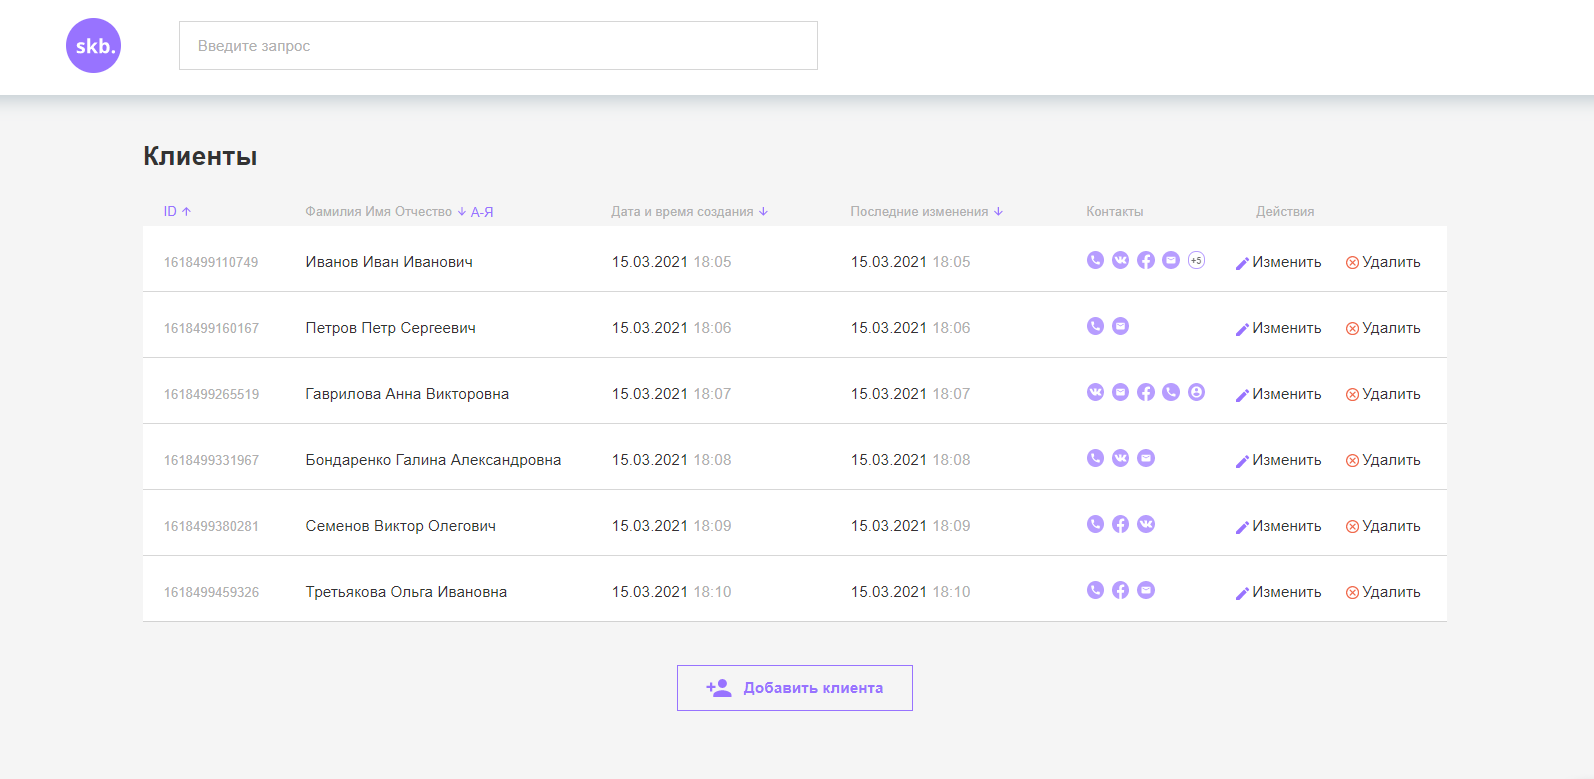 skb.
Введите запрос
Клиенты
ID ↑ Фамилия Имя Отчество ↓ А-Я Дата и время создания ↓ Последние изменения ↓ Контакты Действия
1618499110749 Иванов Иван Иванович 15.03.2021 18:05 15.03.2021 18:05 +5 Изменить Удалить
1618499160167 Петров Петр Сергеевич 15.03.2021 18:06 15.03.2021 18:06 Изменить Удалить
1618499265519 Гаврилова Анна Викторовна 15.03.2021 18:07 15.03.2021 18:07 Изменить Удалить
1618499331967 Бондаренко Галина Александровна 15.03.2021 18:08 15.03.2021 18:08 Изменить Удалить
1618499380281 Семенов Виктор Олегович 15.03.2021 18:09 15.03.2021 18:09 Изменить Удалить
1618499459326 Третьякова Ольга Ивановна 15.03.2021 18:10 15.03.2021 18:10 Изменить Удалить
Добавить клиента